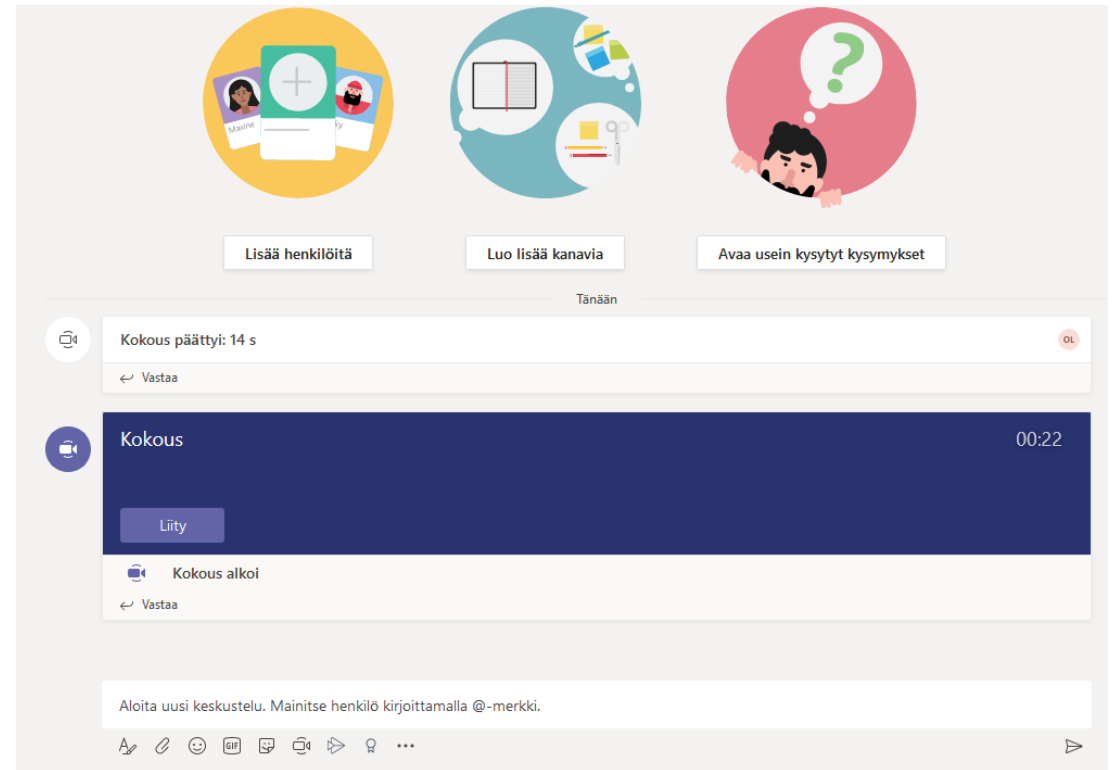 Maxine
ky
Lisää henkilöitä
Luo lisää kanavia
Avaa usein kysytyt kysymykset
Tänään
Kokous päättyi: 14 s
OL
Vastaa
Kokous
00:22
Liity
Kokous alkoi
Vastaa
Aloita uusi keskustelu. Mainitse henkilö kirjoittamalla @-merkki.
GIF